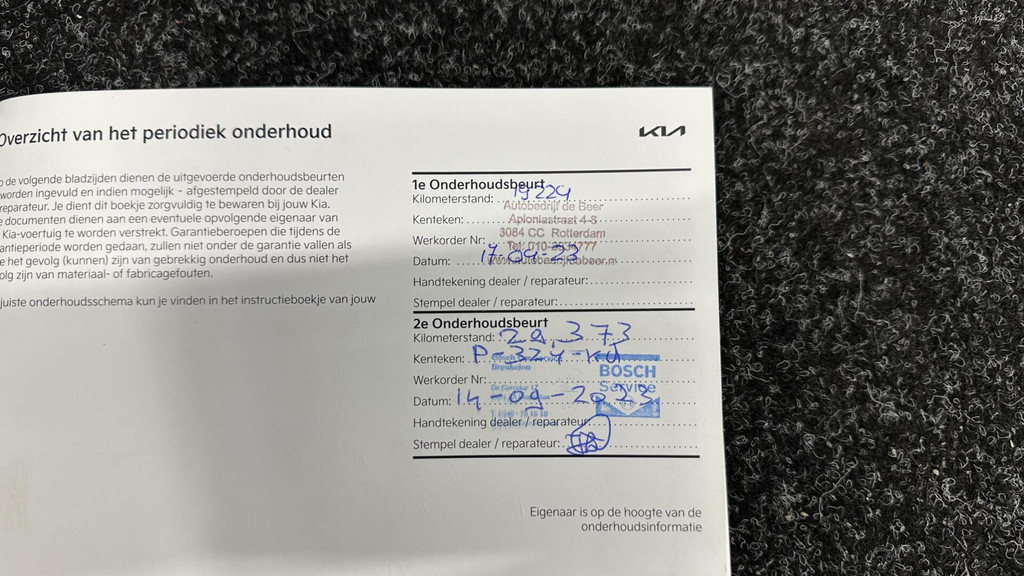 Overzicht van het periodiek onderhoud
KIA
de volgende bladzijden dienen de uitgevoerde onderhoudsbeurten
worden ingevuld en indien mogelijk - afgestempeld door de dealer
reparateur. Je dient dit boekje zorgvuldig te bewaren bij jouw Kia.
documenten dienen aan een eventuele opvolgende eigenaar van
Kia-voertuig te worden verstrekt. Garantieberoepen die tijdens de
antieperiode worden gedaan, zullen niet onder de garantie vallen als
het gevolg (kunnen) zijn van gebrekkig onderhoud en dus niet het
olg zijn van materiaal- of fabricagefouten.
juiste onderhoudsschema kun je vinden in het instructieboekje van jouw
1e Onderhoudsbeurt
Kilometerstand: 19224
Autobedrijf de Beer
Kenteken:
Aploniastraat 4-8
3084 CC Rotterdam
Werkorder Nr:
Tel: 010-
Datum: 17-04-23
Handtekening dealer / reparateur:
Stempel dealer / reparateur:
2e Onderhoudsbeurt
Kilometerstand: 29.373
Kenteken: P-324-
Breukelen
BOSCH
Service
Werkorder Nr:
Datum: 14-09-2023
Handtekening dealer / reparateur:
Stempel dealer / reparateur:
Eigenaar is op de hoogte van de
onderhoudsinformatie